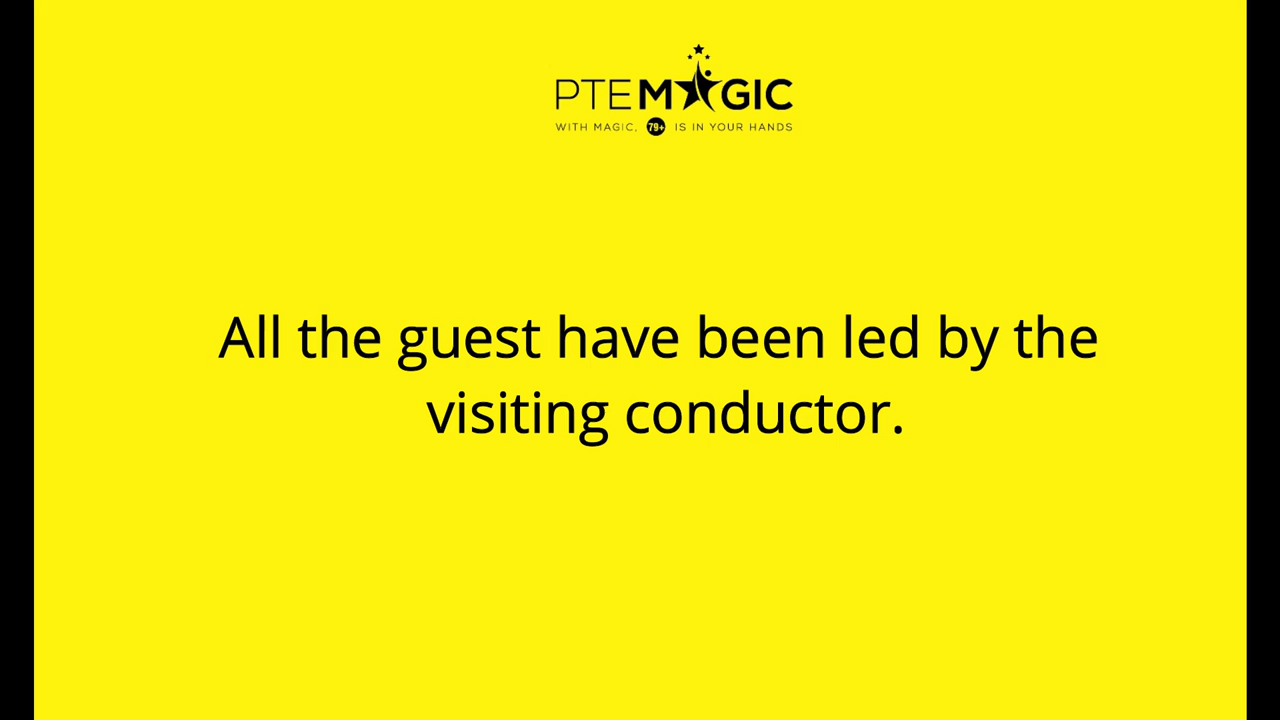 PTEMAGIC
WITH MAGIC, 79+ IS IN YOUR HANDS
All the guest have been led by the
visiting conductor.